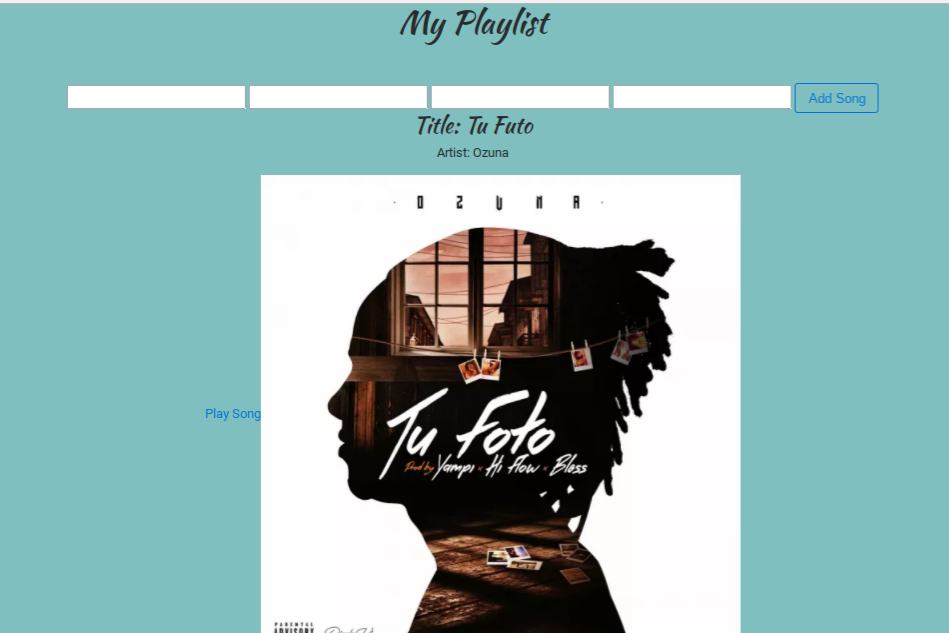 My Playlist
Add Song
Title: Tu Futo
Artist: Ozuna
OZUNA
Play Song
Tu Foto
Prod by Yampi x Hi Flow x Bless
PARENTAL
ADVISORY